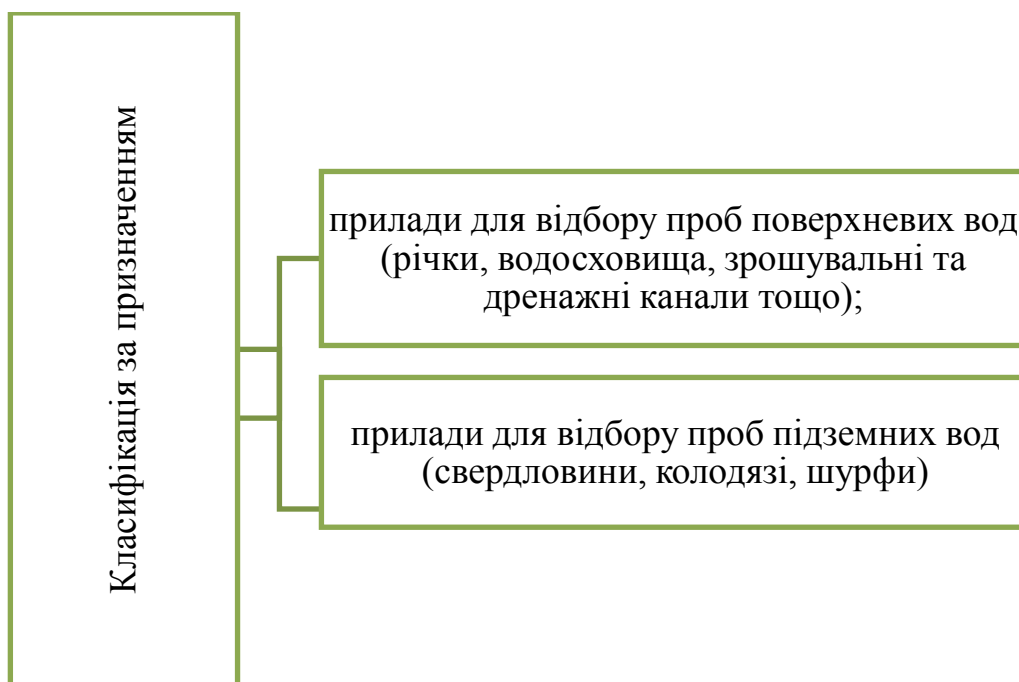 Класифікація за призначенням
прилади для відбору проб поверхневих вод
(річки, водосховища, зрошувальні та
дренажні канали тощо);
прилади для відбору проб підземних вод
(свердловини, колодязі, шурфи)